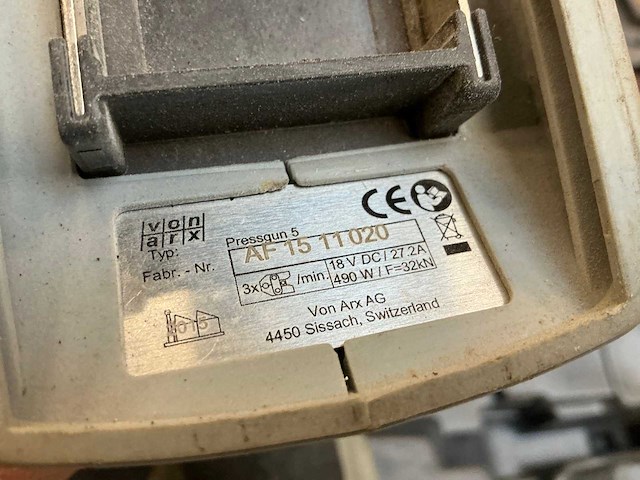 von
arx
CE
Typ: Pressgun 5
Fabr. - Nr. AF 15 11 020
3x /min. 18 V DC / 27.2A
490 W / F=32kN
Von Arx AG
4450 Sissach, Switzerland